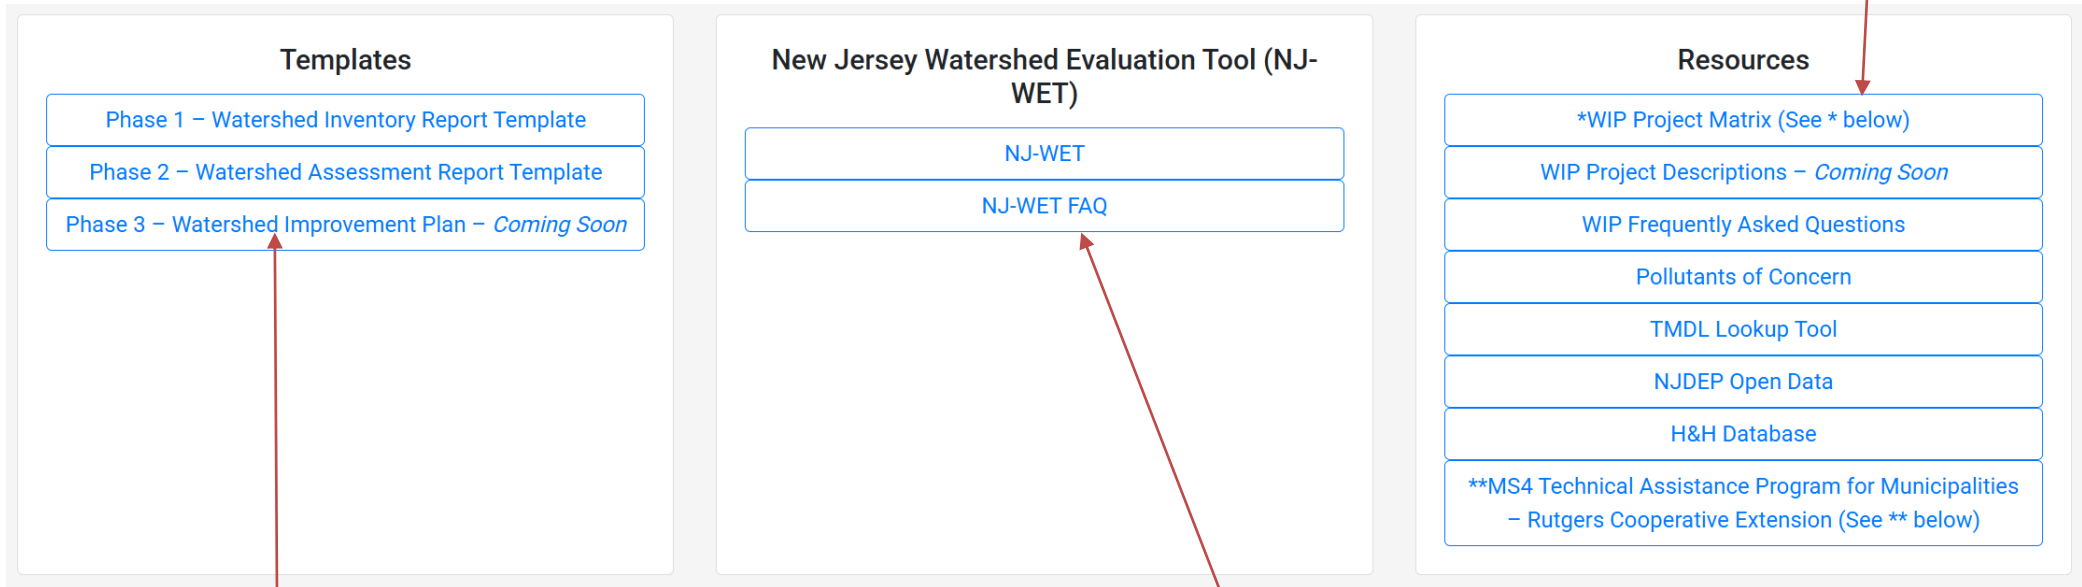 Templates
Phase 1 – Watershed Inventory Report Template
Phase 2 – Watershed Assessment Report Template
Phase 3 – Watershed Improvement Plan – Coming Soon
New Jersey Watershed Evaluation Tool (NJ-
WET)
NJ-WET
NJ-WET FAQ
Resources
*WIP Project Matrix (See * below)
WIP Project Descriptions – Coming Soon
WIP Frequently Asked Questions
Pollutants of Concern
TMDL Lookup Tool
NJDEP Open Data
H&H Database
**MS4 Technical Assistance Program for Municipalities
– Rutgers Cooperative Extension (See ** below)